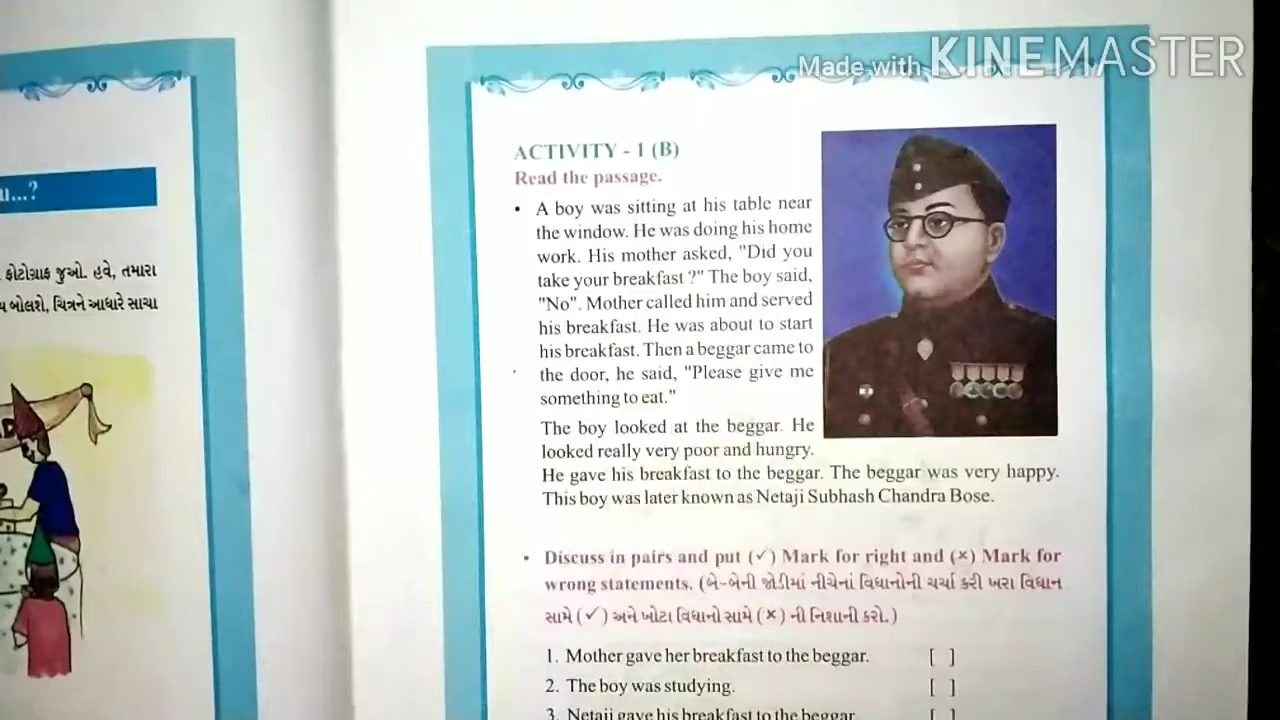 Made with KINEMASTER
...?
ફોટોગ્રાફ જુઓ. હવે, તમારા
બોલશે, ચિત્રને આધારે સાચા
ACTIVITY - 1 (B)
Read the passage.
• A boy was sitting at his table near
the window. He was doing his home
work. His mother asked, "Did you
take your breakfast ?" The boy said,
"No". Mother called him and served
his breakfast. He was about to start
his breakfast. Then a beggar came to
the door, he said, "Please give me
something to eat."
The boy looked at the beggar. He
looked really very poor and hungry.
He gave his breakfast to the beggar. The beggar was very happy.
This boy was later known as Netaji Subhash Chandra Bose.
• Discuss in pairs and put (✓) Mark for right and (×) Mark for
wrong statements. (બે-બેની જોડીમાં નીચેનાં વિધાનોની ચર્ચા કરી ખરા વિધાન
સામે (✓) અને ખોટા વિધાનો સામે (×) ની નિશાની કરો.)
1. Mother gave her breakfast to the beggar. [ ]
2. The boy was studying. [ ]
3. Netaji gave his breakfast to the beggar. [ ]